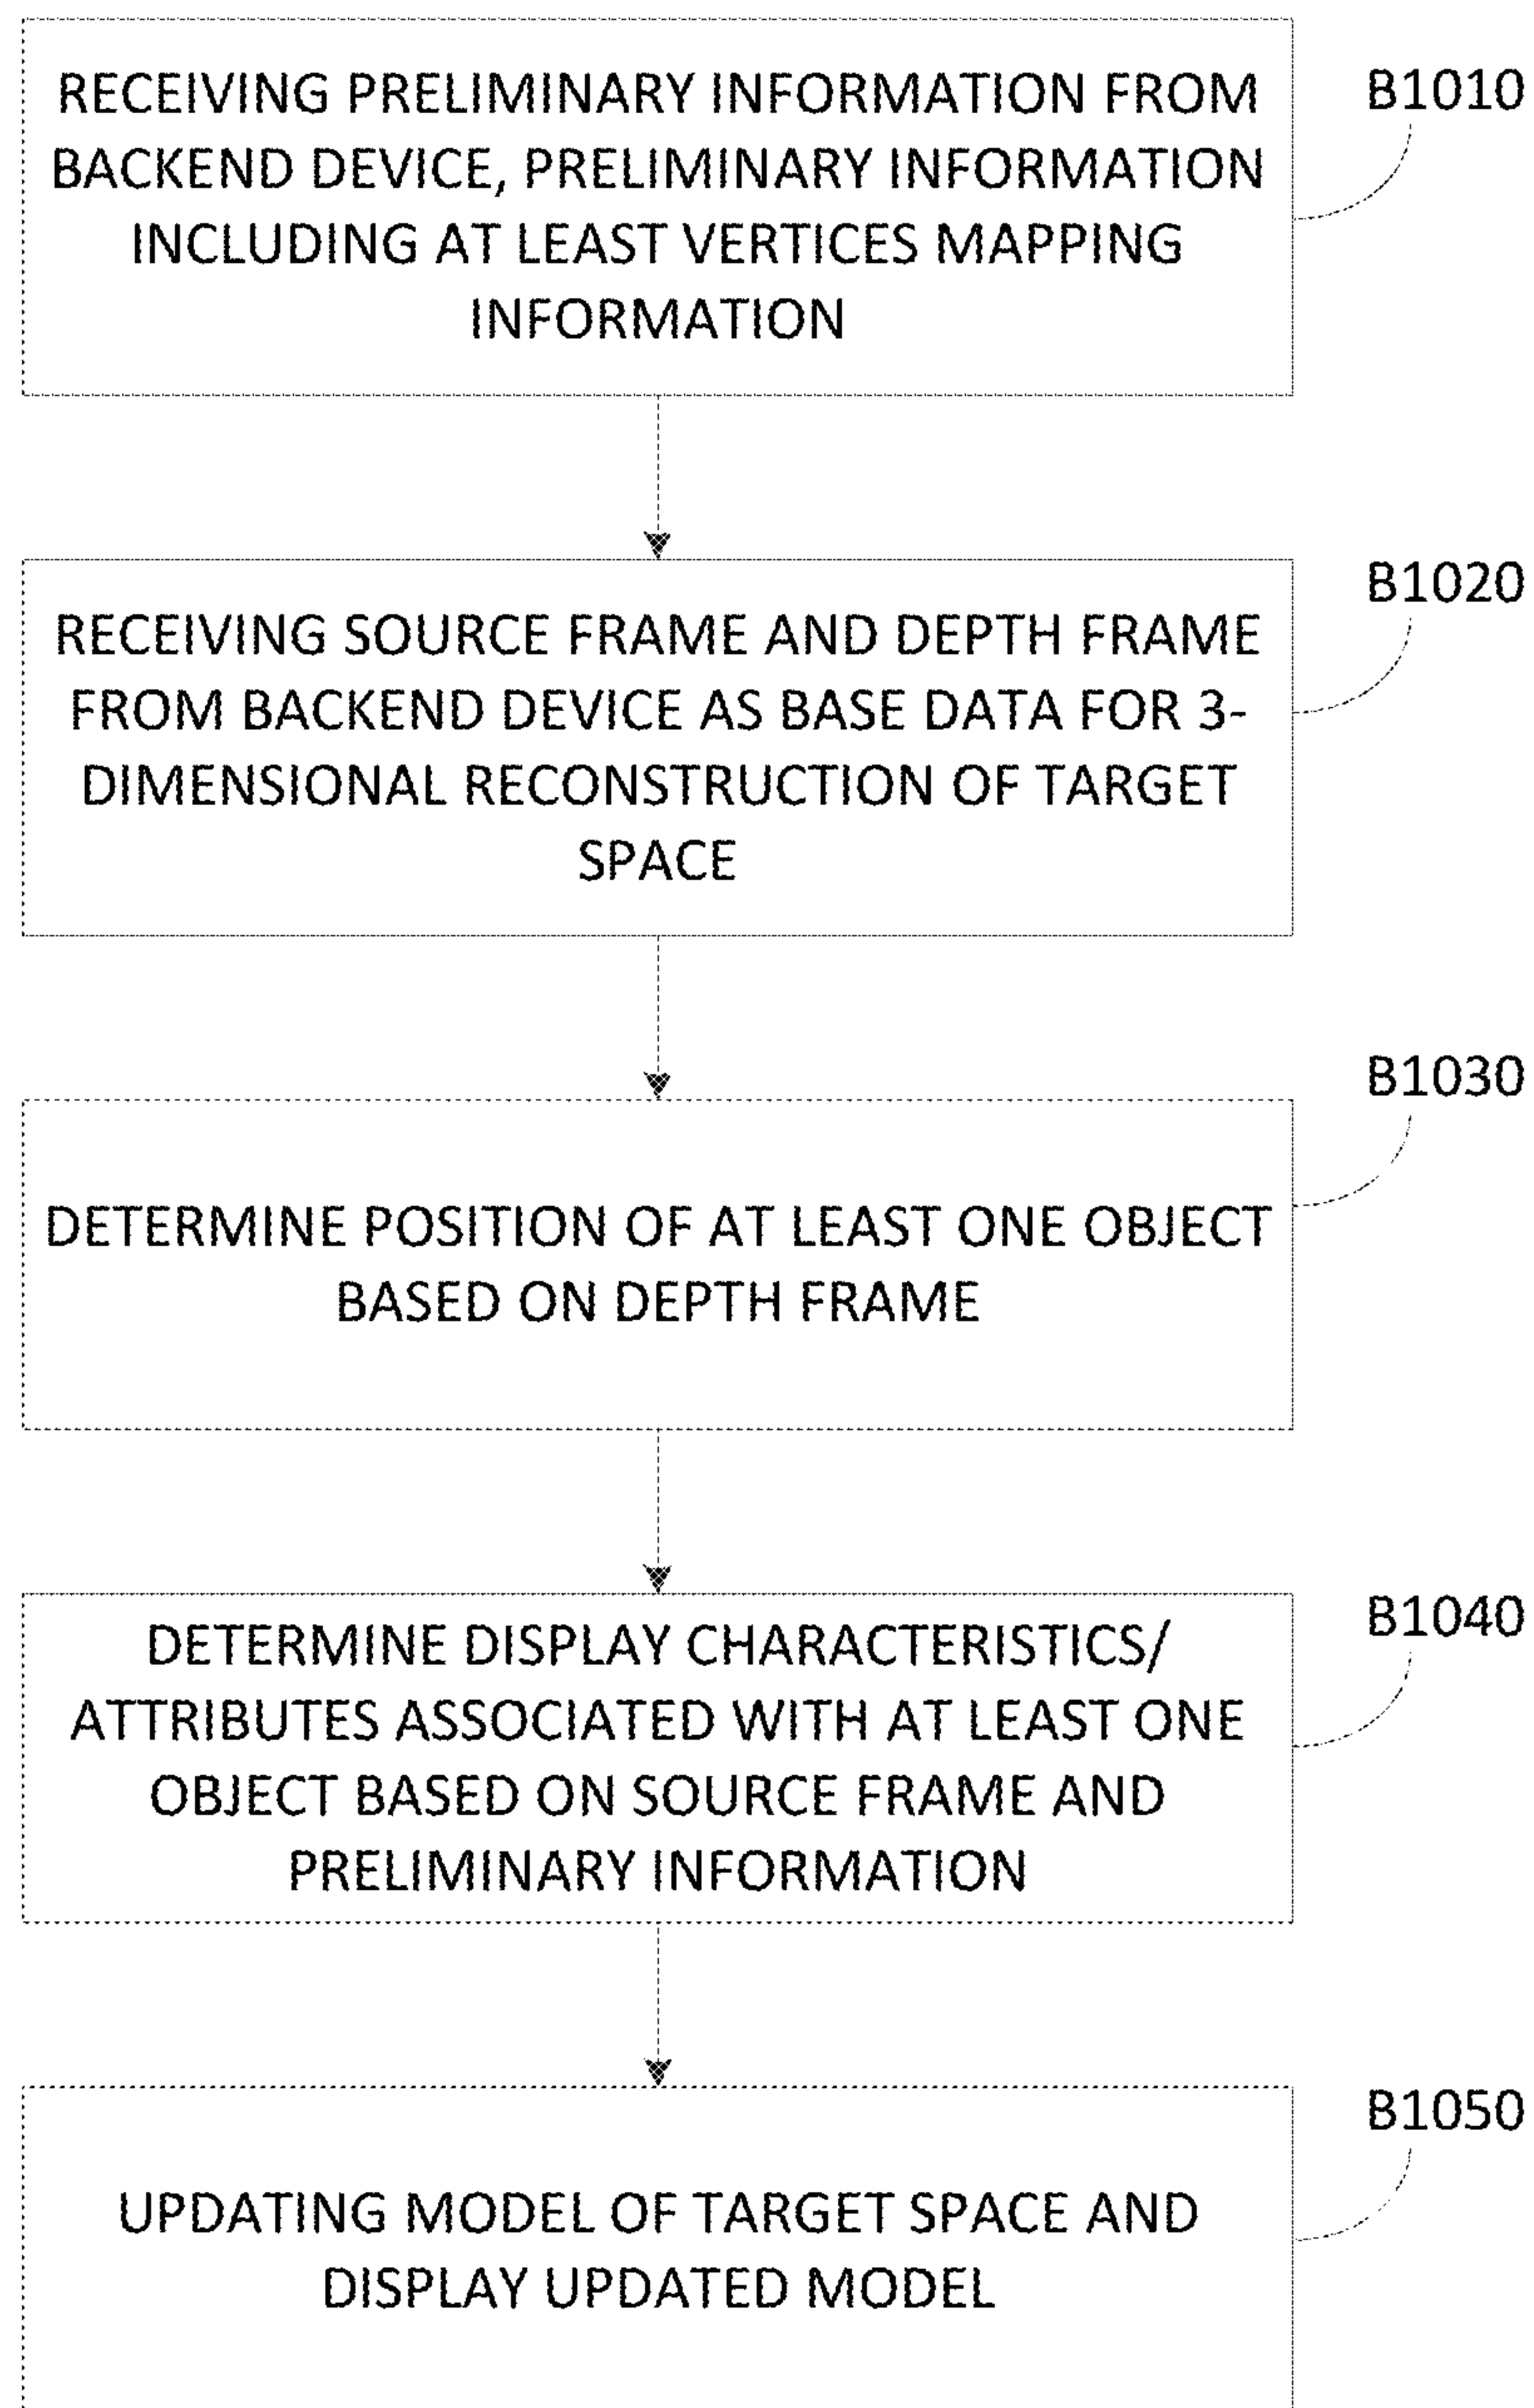 RECEIVING PRELIMINARY INFORMATION FROM
BACKEND DEVICE, PRELIMINARY INFORMATION
INCLUDING AT LEAST VERTICES MAPPING
INFORMATION
B1010
RECEIVING SOURCE FRAME AND DEPTH FRAME
FROM BACKEND DEVICE AS BASE DATA FOR 3-
DIMENSIONAL RECONSTRUCTION OF TARGET
SPACE
B1020
DETERMINE POSITION OF AT LEAST ONE OBJECT
BASED ON DEPTH FRAME
B1030
DETERMINE DISPLAY CHARACTERISTICS/
ATTRIBUTES ASSOCIATED WITH AT LEAST ONE
OBJECT BASED ON SOURCE FRAME AND
PRELIMINARY INFORMATION
B1040
UPDATING MODEL OF TARGET SPACE AND
DISPLAY UPDATED MODEL
B1050